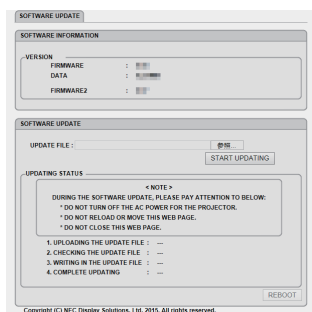 SOFTWARE UPDATE
SOFTWARE INFORMATION
VERSION
FIRMWARE :
DATA :
FIRMWARE2 :
SOFTWARE UPDATE
UPDATE FILE : 参照...
START UPDATING
UPDATING STATUS
< NOTE >
DURING THE SOFTWARE UPDATE, PLEASE PAY ATTENTION TO BELOW:
* DO NOT TURN OFF THE AC POWER FOR THE PROJECTOR.
* DO NOT RELOAD OR MOVE THIS WEB PAGE.
* DO NOT CLOSE THIS WEB PAGE.
1. UPLOADING THE UPDATE FILE : ---
2. CHECKING THE UPDATE FILE : ---
3. WRITING IN THE UPDATE FILE : ---
4. COMPLETE UPDATING : ---
REBOOT
Copyright (C) NEC Display Solutions, Ltd. 2015. All rights reserved.